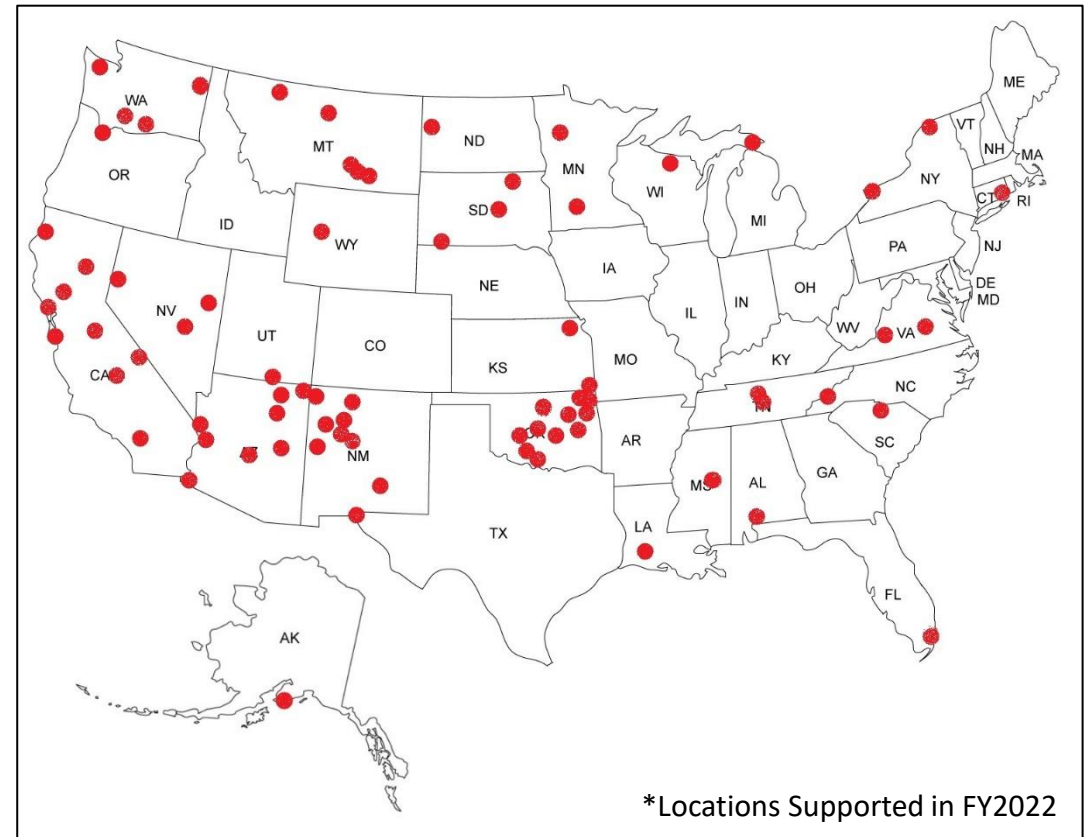 ME
WA
VT
ND
MT
NH
MN
MA
OR
NY
WI
CT
RI
SD
MI
ID
WY
PA
NJ
IA
NE
OH
DE
IN
MD
NV
IL
UT
WV
VA
CO
KY
KS
MO
CA
NC
TN
AR
SC
NM
MS
AL
GA
LA
TX
FL
AK
*Locations Supported in FY2022